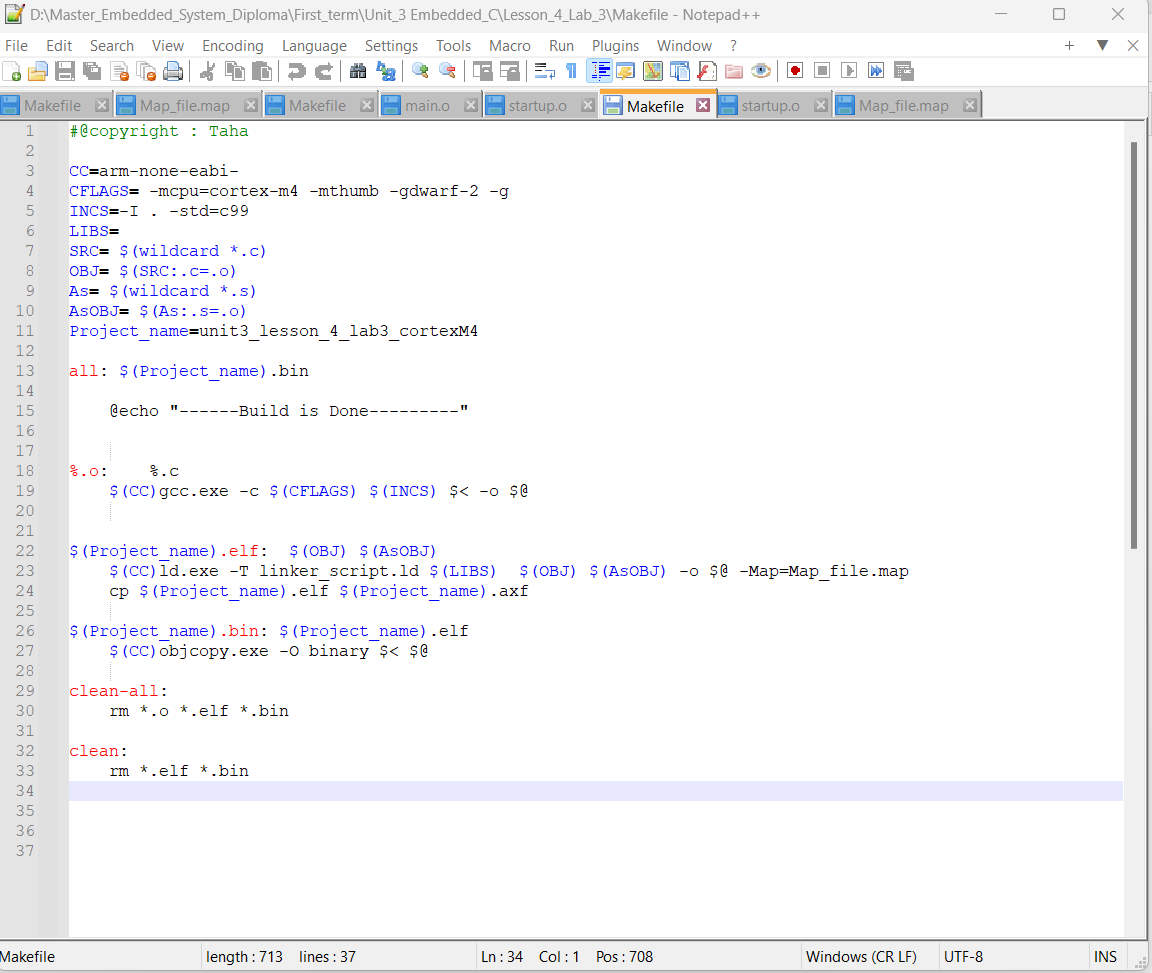 D:\Master_Embedded_System_Diploma\First_term\Unit_3 Embedded_C\Lesson_4_Lab_3\Makefile - Notepad++
File Edit Search View Encoding Language Settings Tools Macro Run Plugins Window ?
Makefile Map_file.map Makefile main.o startup.o Makefile startup.o Map_file.map
1 #@copyright : Taha
2
3 CC=arm-none-eabi-
4 CFLAGS= -mcpu=cortex-m4 -mthumb -gdwarf-2 -g
5 INCS=-I . -std=c99
6 LIBS=
7 SRC= $(wildcard *.c)
8 OBJ= $(SRC:.c=.o)
9 As= $(wildcard *.s)
10 AsOBJ= $(As:.s=.o)
11 Project_name=unit3_lesson_4_lab3_cortexM4
12
13 all: $(Project_name).bin
14
15 @echo "------Build is Done---------"
16
17
18 %.o: %.c
19 $(CC)gcc.exe -c $(CFLAGS) $(INCS) $< -o $@
20
21
22 $(Project_name).elf: $(OBJ) $(AsOBJ)
23 $(CC)ld.exe -T linker_script.ld $(LIBS) $(OBJ) $(AsOBJ) -o $@ -Map=Map_file.map
24 cp $(Project_name).elf $(Project_name).axf
25
26 $(Project_name).bin: $(Project_name).elf
27 $(CC)objcopy.exe -O binary $< $@
28
29 clean-all:
30 rm *.o *.elf *.bin
31
32 clean:
33 rm *.elf *.bin
34
35
36
37
Makefile length : 713 lines : 37 Ln : 34 Col : 1 Pos : 708 Windows (CR LF) UTF-8 INS